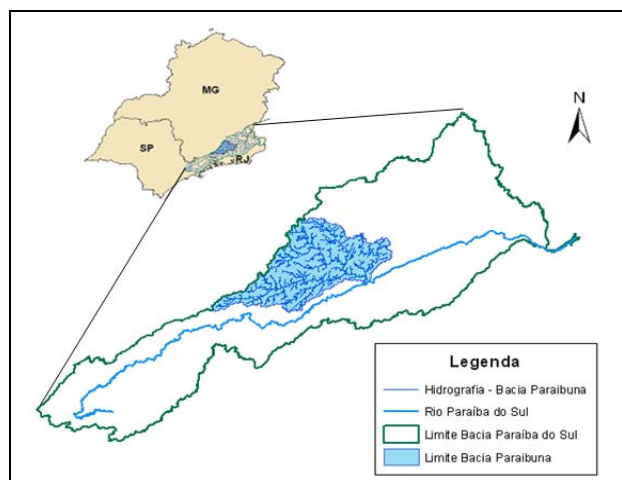 MG
SP
RJ
N
Legenda
Hidrografia - Bacia Paraibuna
Rio Paraíba do Sul
Limite Bacia Paraíba do Sul
Limite Bacia Paraibuna